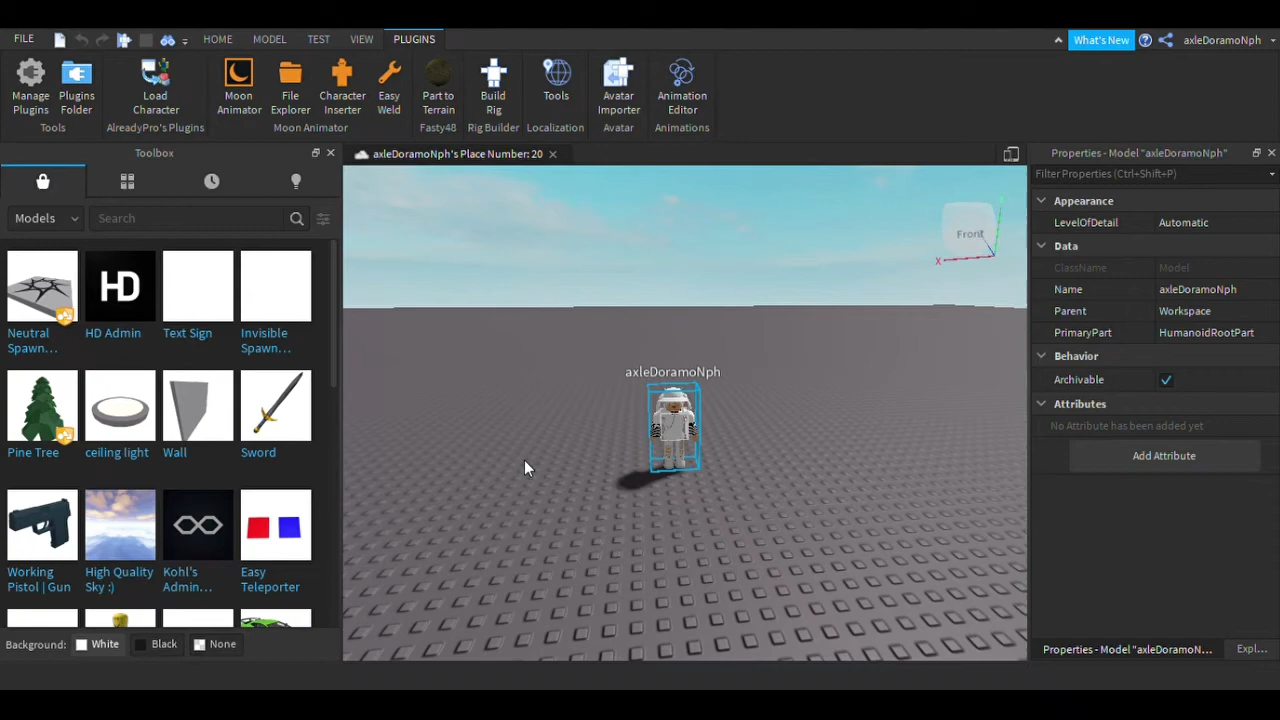 FILE
HOME
MODEL
TEST
VIEW
PLUGINS
What's New
axleDoramoNph
Manage
Plugins
Plugins
Folder
Load
Character
Moon
Animator
File
Explorer
Character
Inserter
Easy
Weld
Part to
Terrain
Build
Rig
Tools
Avatar
Importer
Animation
Editor
Tools
AlreadyPro's Plugins
Moon Animator
Fasty48
Rig Builder
Localization
Avatar
Animations
Toolbox
axleDoramoNph's Place Number: 20
Models
Search
HD
Neutral
Spawn...
HD Admin
Text Sign
Invisible
Spawn...
Pine Tree
ceiling light
Wall
Sword
Working
Pistol | Gun
High Quality
Sky :)
Kohl's
Admin...
Easy
Teleporter
Background:
White
Black
None
Front
X
axleDoramoNph
Properties - Model "axleDoramoNph"
Filter Properties (Ctrl+Shift+P)
Appearance
LevelOfDetail Automatic
Data
ClassName Model
Name axleDoramoNph
Parent Workspace
PrimaryPart HumanoidRootPart
Behavior
Archivable
Attributes
No Attribute has been added yet
Add Attribute
Properties - Model "axleDoramoN...
Expl...